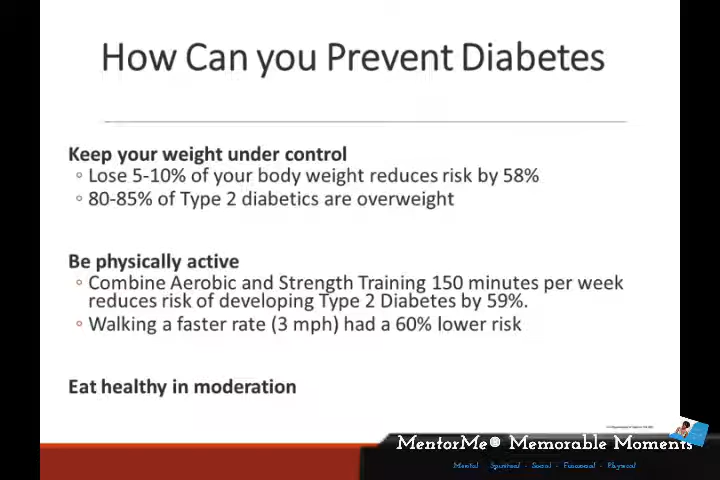 How Can you Prevent Diabetes
Keep your weight under control
◦ Lose 5-10% of your body weight reduces risk by 58%
◦ 80-85% of Type 2 diabetics are overweight
Be physically active
◦ Combine Aerobic and Strength Training 150 minutes per week
reduces risk of developing Type 2 Diabetes by 59%.
◦ Walking a faster rate (3 mph) had a 60% lower risk
Eat healthy in moderation
MentorMe® Memorable Moments
Mental - Spiritual - Social - Financial - Physical